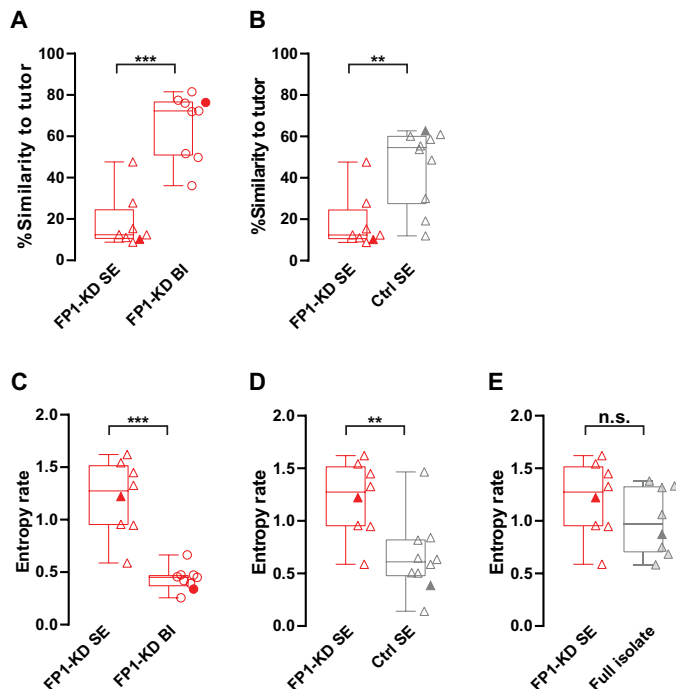 A
B
%Similarity to tutor
100
80
60
40
20
0
***
FP1-KD SE
FP1-KD BI
%Similarity to tutor
100
80
60
40
20
0
**
FP1-KD SE
Ctrl SE
C
D
E
Entropy rate
2.0
1.5
1.0
0.5
0.0
***
FP1-KD SE
FP1-KD BI
Entropy rate
2.0
1.5
1.0
0.5
0.0
**
FP1-KD SE
Ctrl SE
Entropy rate
2.0
1.5
1.0
0.5
0.0
n.s.
FP1-KD SE
Full isolate